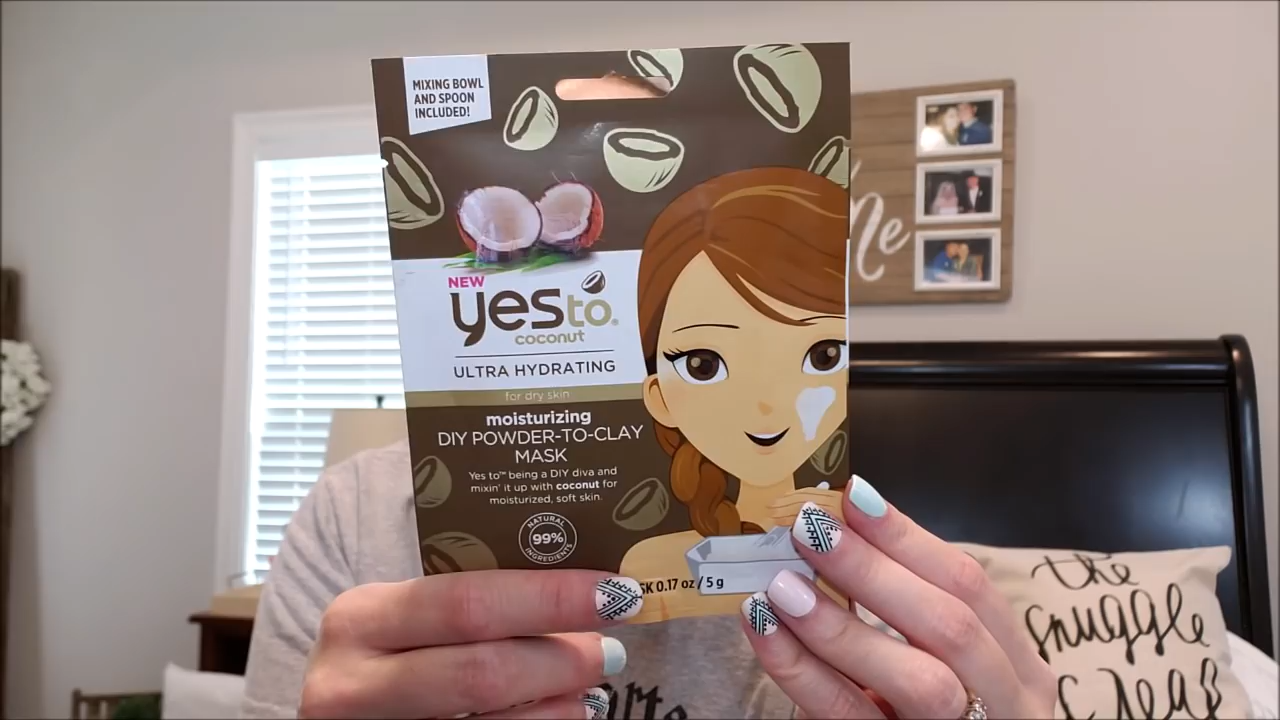 MIXING BOWL
AND SPOON
INCLUDED!
NEW
yes to
coconut
ULTRA HYDRATING
for dry skin
moisturizing
DIY POWDER-TO-CLAY
MASK
Yes to™ being a DIY diva and
mixin' it up with coconut for
moisturized, soft skin.
NATURAL
99%
INGREDIENTS
0.17 oz / 5 g
the
snuggle
is real